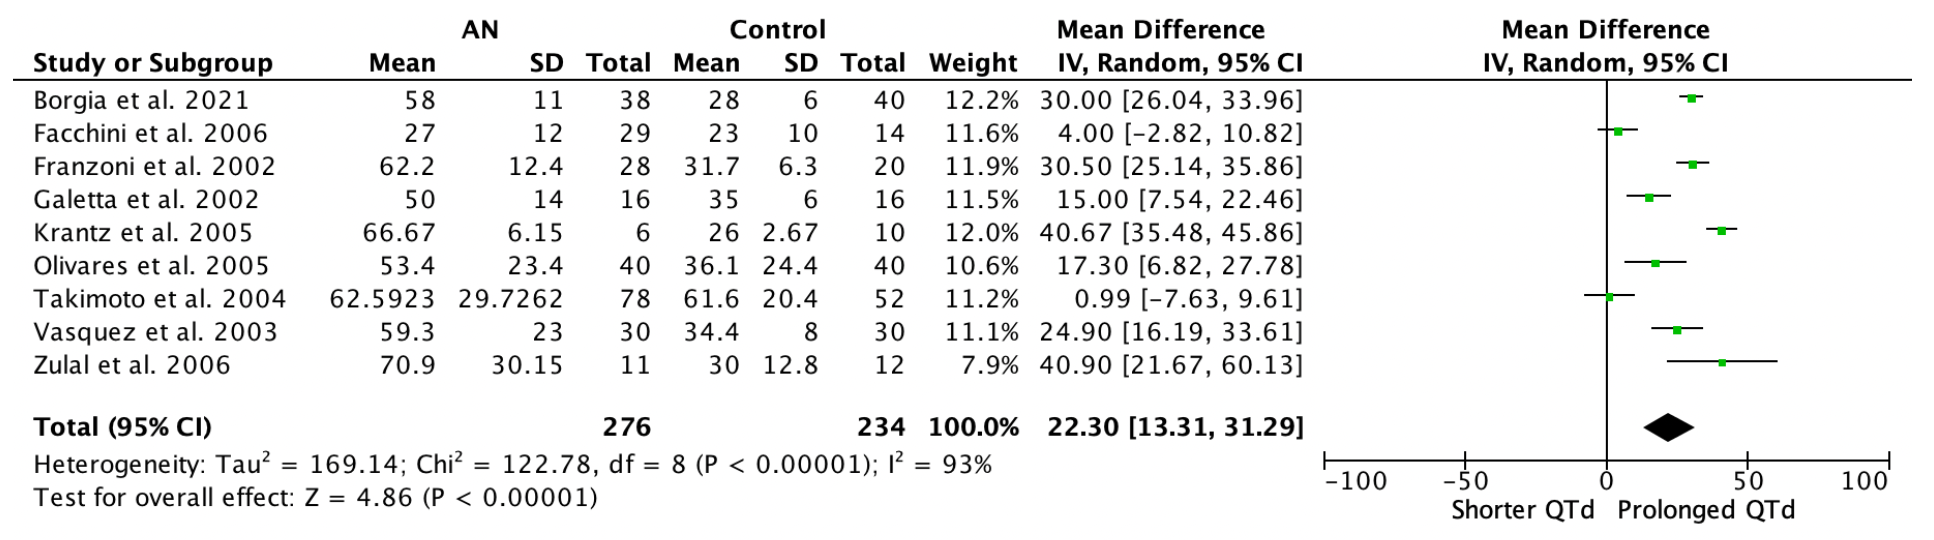 AN Control Mean Difference Mean Difference
Study or Subgroup Mean SD Total Mean SD Total Weight IV, Random, 95% CI IV, Random, 95% CI
Borgia et al. 2021 58 11 38 28 6 40 12.2% 30.00 [26.04, 33.96]
Facchini et al. 2006 27 12 29 23 10 14 11.6% 4.00 [−2.82, 10.82]
Franzoni et al. 2002 62.2 12.4 28 31.7 6.3 20 11.9% 30.50 [25.14, 35.86]
Galetta et al. 2002 50 14 16 35 6 16 11.5% 15.00 [7.54, 22.46]
Krantz et al. 2005 66.67 6.15 6 26 2.67 10 12.0% 40.67 [35.48, 45.86]
Olivares et al. 2005 53.4 23.4 40 36.1 24.4 40 10.6% 17.30 [6.82, 27.78]
Takimoto et al. 2004 62.5923 29.7262 78 61.6 20.4 52 11.2% 0.99 [−7.63, 9.61]
Vasquez et al. 2003 59.3 23 30 34.4 8 30 11.1% 24.90 [16.19, 33.61]
Zulal et al. 2006 70.9 30.15 11 30 12.8 12 7.9% 40.90 [21.67, 60.13]
Total (95% CI) 276 234 100.0% 22.30 [13.31, 31.29]
Heterogeneity: Tau² = 169.14; Chi² = 122.78, df = 8 (P < 0.00001); I² = 93%
Test for overall effect: Z = 4.86 (P < 0.00001)
−100 −50 0 50 100
Shorter QTd Prolonged QTd